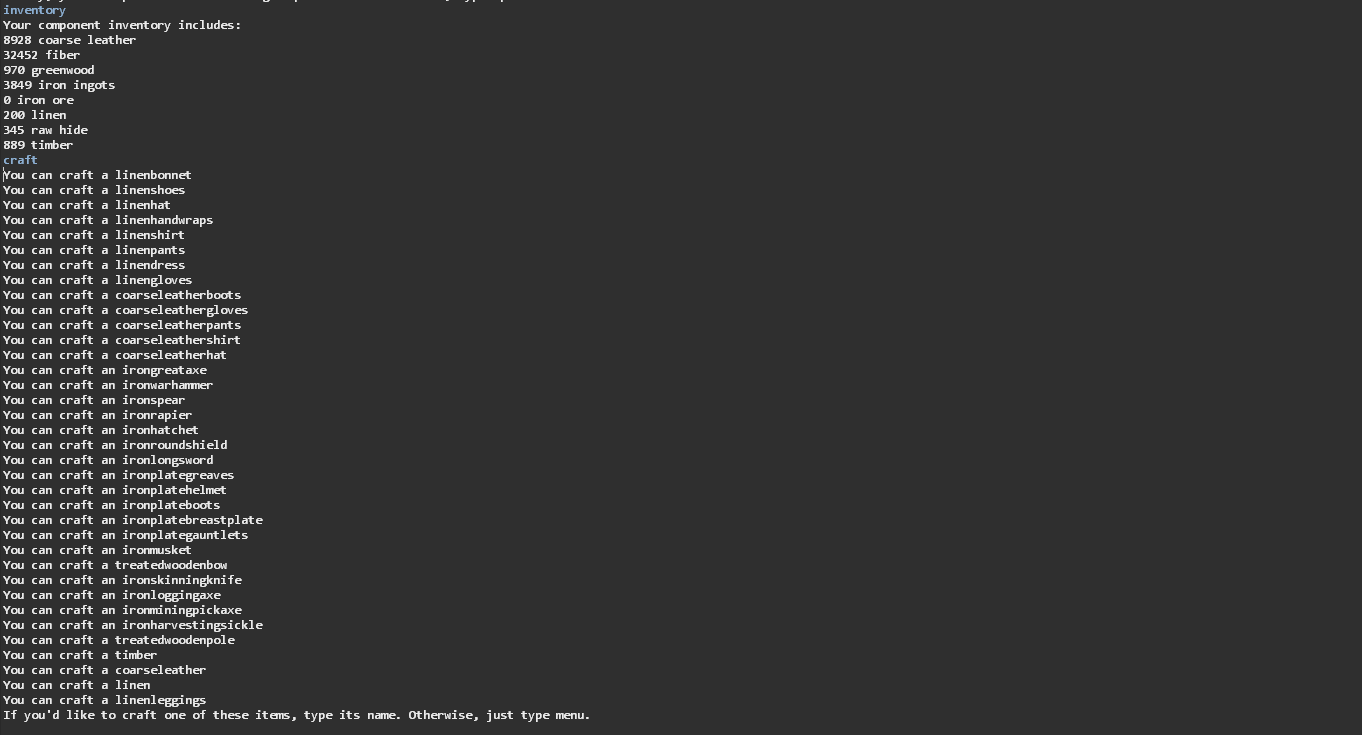 inventory
Your component inventory includes:
8928 coarse leather
32452 fiber
970 greenwood
3849 iron ingots
0 iron ore
200 linen
345 raw hide
889 timber
craft
You can craft a linenbonnet
You can craft a linenshoes
You can craft a linenhat
You can craft a linenhandwraps
You can craft a linenshirt
You can craft a linenpants
You can craft a linendress
You can craft a linengloves
You can craft a coarseleatherboots
You can craft a coarseleathergloves
You can craft a coarseleatherpants
You can craft a coarseleathershirt
You can craft a coarseleatherhat
You can craft an irongreataxe
You can craft an ironwarhammer
You can craft an ironspear
You can craft an ironrapier
You can craft an ironhatchet
You can craft an ironroundshield
You can craft an ironlongsword
You can craft an ironplategreaves
You can craft an ironplatehelmet
You can craft an ironplateboots
You can craft an ironplatebreastplate
You can craft an ironplategauntlets
You can craft an ironmusket
You can craft a treatedwoodenbow
You can craft an ironskinningknife
You can craft an ironloggingaxe
You can craft an ironminingpickaxe
You can craft an ironharvestingsickle
You can craft a treatedwoodenpole
You can craft a timber
You can craft a coarseleather
You can craft a linen
You can craft a linenleggings
If you'd like to craft one of these items, type its name. Otherwise, just type menu.